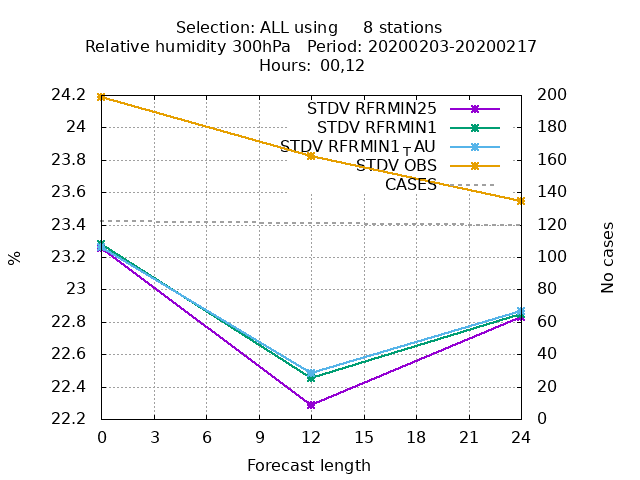 Selection: ALL using     8 stations
Relative humidity 300hPa   Period: 20200203-20200217
Hours: 00,12
24.2
24
23.8
23.6
23.4
23.2
23
22.8
22.6
22.4
22.2
%
STDV RFRMIN25
STDV RFRMIN1
STDV RFRMIN1_TAU
STDV OBS
CASES
200
180
160
140
120
100
80
60
40
20
0
No cases
0 3 6 9 12 15 18 21 24
Forecast length